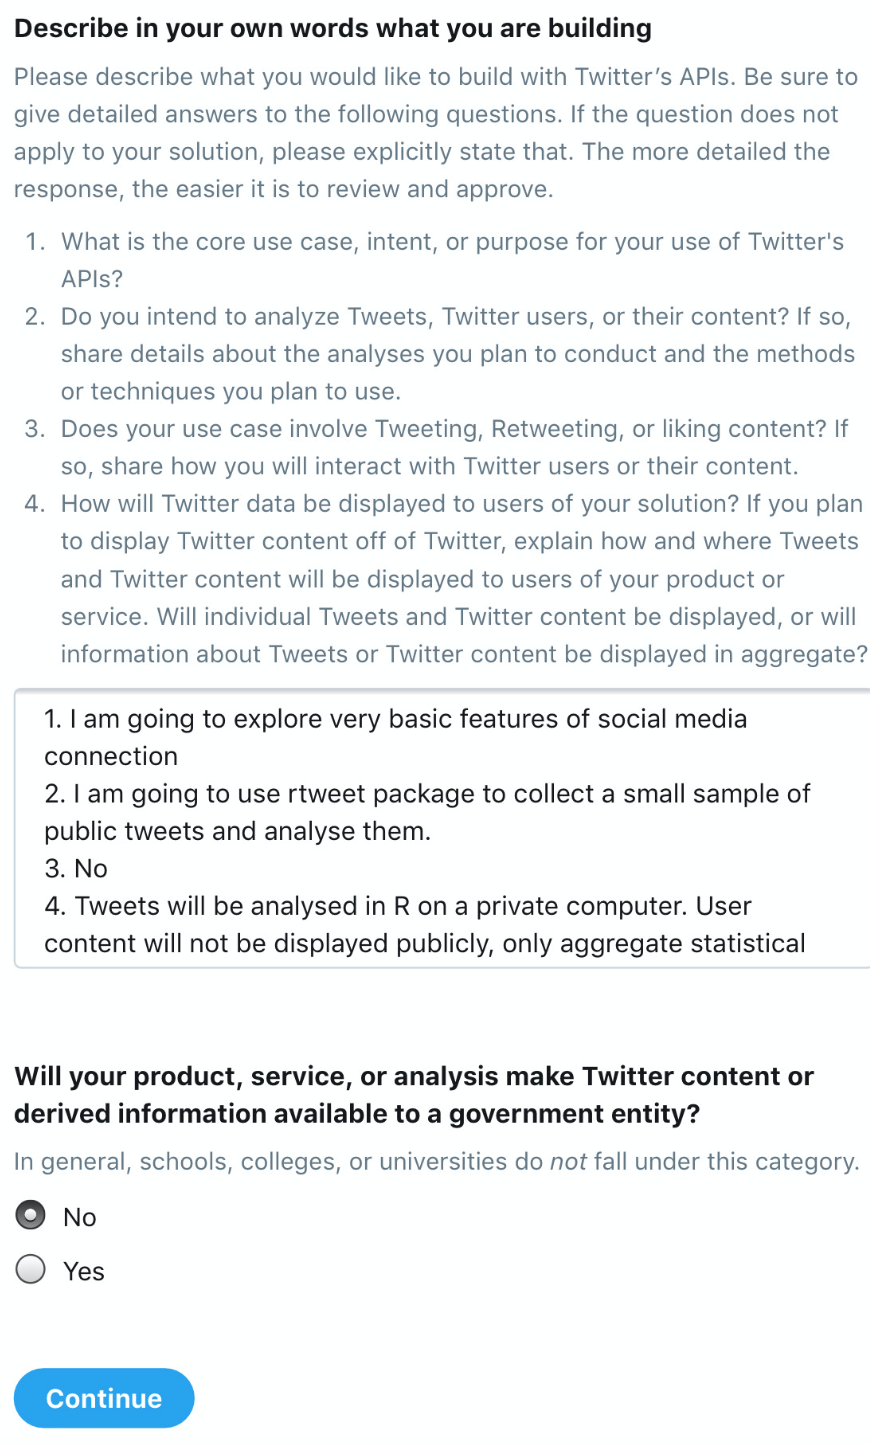 Describe in your own words what you are building
Please describe what you would like to build with Twitter’s APIs. Be sure to
give detailed answers to the following questions. If the question does not
apply to your solution, please explicitly state that. The more detailed the
response, the easier it is to review and approve.
1. What is the core use case, intent, or purpose for your use of Twitter's
APIs?
2. Do you intend to analyze Tweets, Twitter users, or their content? If so,
share details about the analyses you plan to conduct and the methods
or techniques you plan to use.
3. Does your use case involve Tweeting, Retweeting, or liking content? If
so, share how you will interact with Twitter users or their content.
4. How will Twitter data be displayed to users of your solution? If you plan
to display Twitter content off of Twitter, explain how and where Tweets
and Twitter content will be displayed to users of your product or
service. Will individual Tweets and Twitter content be displayed, or will
information about Tweets or Twitter content be displayed in aggregate?
1. I am going to explore very basic features of social media
connection
2. I am going to use rtweet package to collect a small sample of
public tweets and analyse them.
3. No
4. Tweets will be analysed in R on a private computer. User
content will not be displayed publicly, only aggregate statistical
Will your product, service, or analysis make Twitter content or
derived information available to a government entity?
In general, schools, colleges, or universities do not fall under this category.
No
Yes
Continue